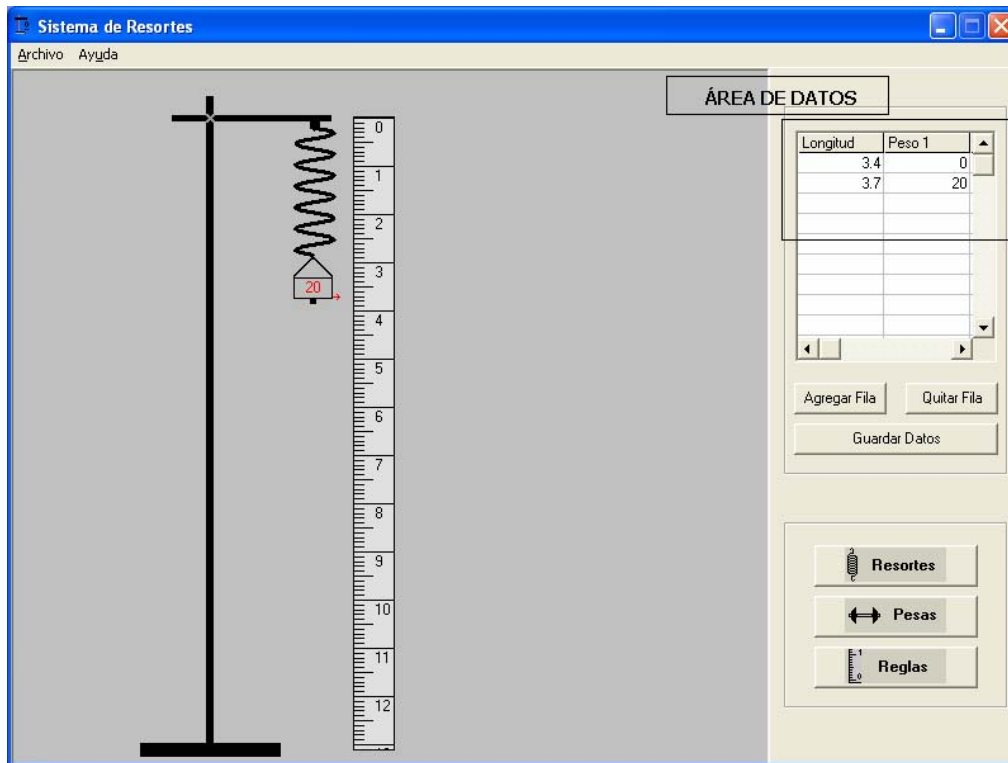 Sistema de Resortes
Archivo Ayuda
ÁREA DE DATOS
Longitud Peso 1
3.4 0
3.7 20
0
1
2
3
20
4
5
6
7
8
9
10
11
12
Agregar Fila Quitar Fila
Guardar Datos
Resortes
Pesas
1
0
Reglas